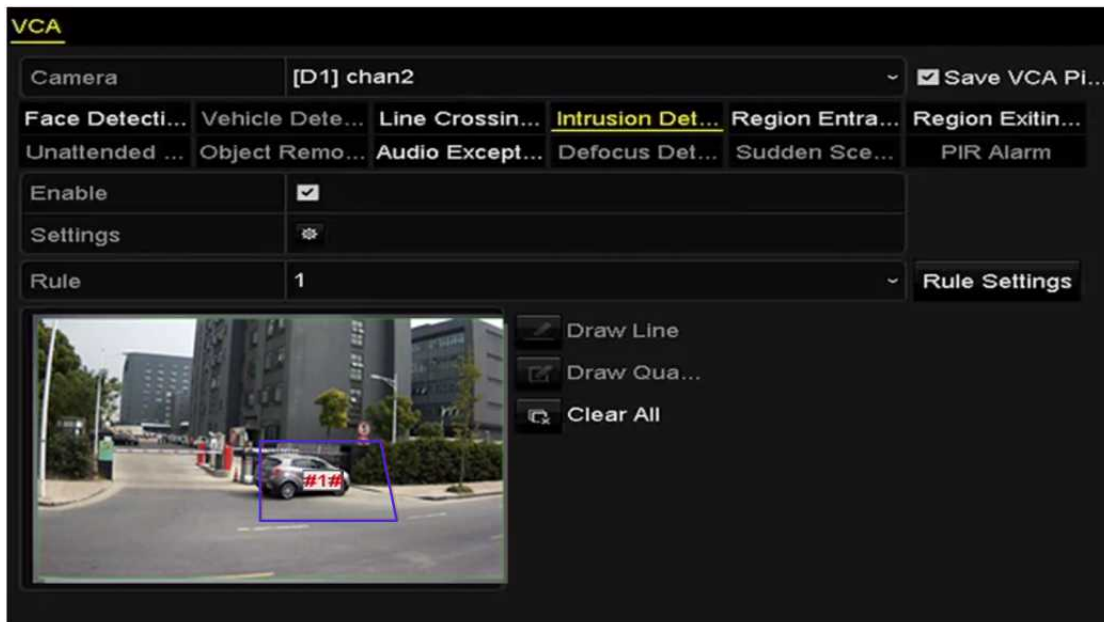 VCA
Camera [D1] chan2 Save VCA Pi...
Face Detecti... Vehicle Dete... Line Crossin... Intrusion Det... Region Entra... Region Exitin...
Unattended ... Object Remo... Audio Except... Defocus Det... Sudden Sce... PIR Alarm
Enable
Settings
Rule 1 Rule Settings
Draw Line
Draw Qua...
Clear All
#1#